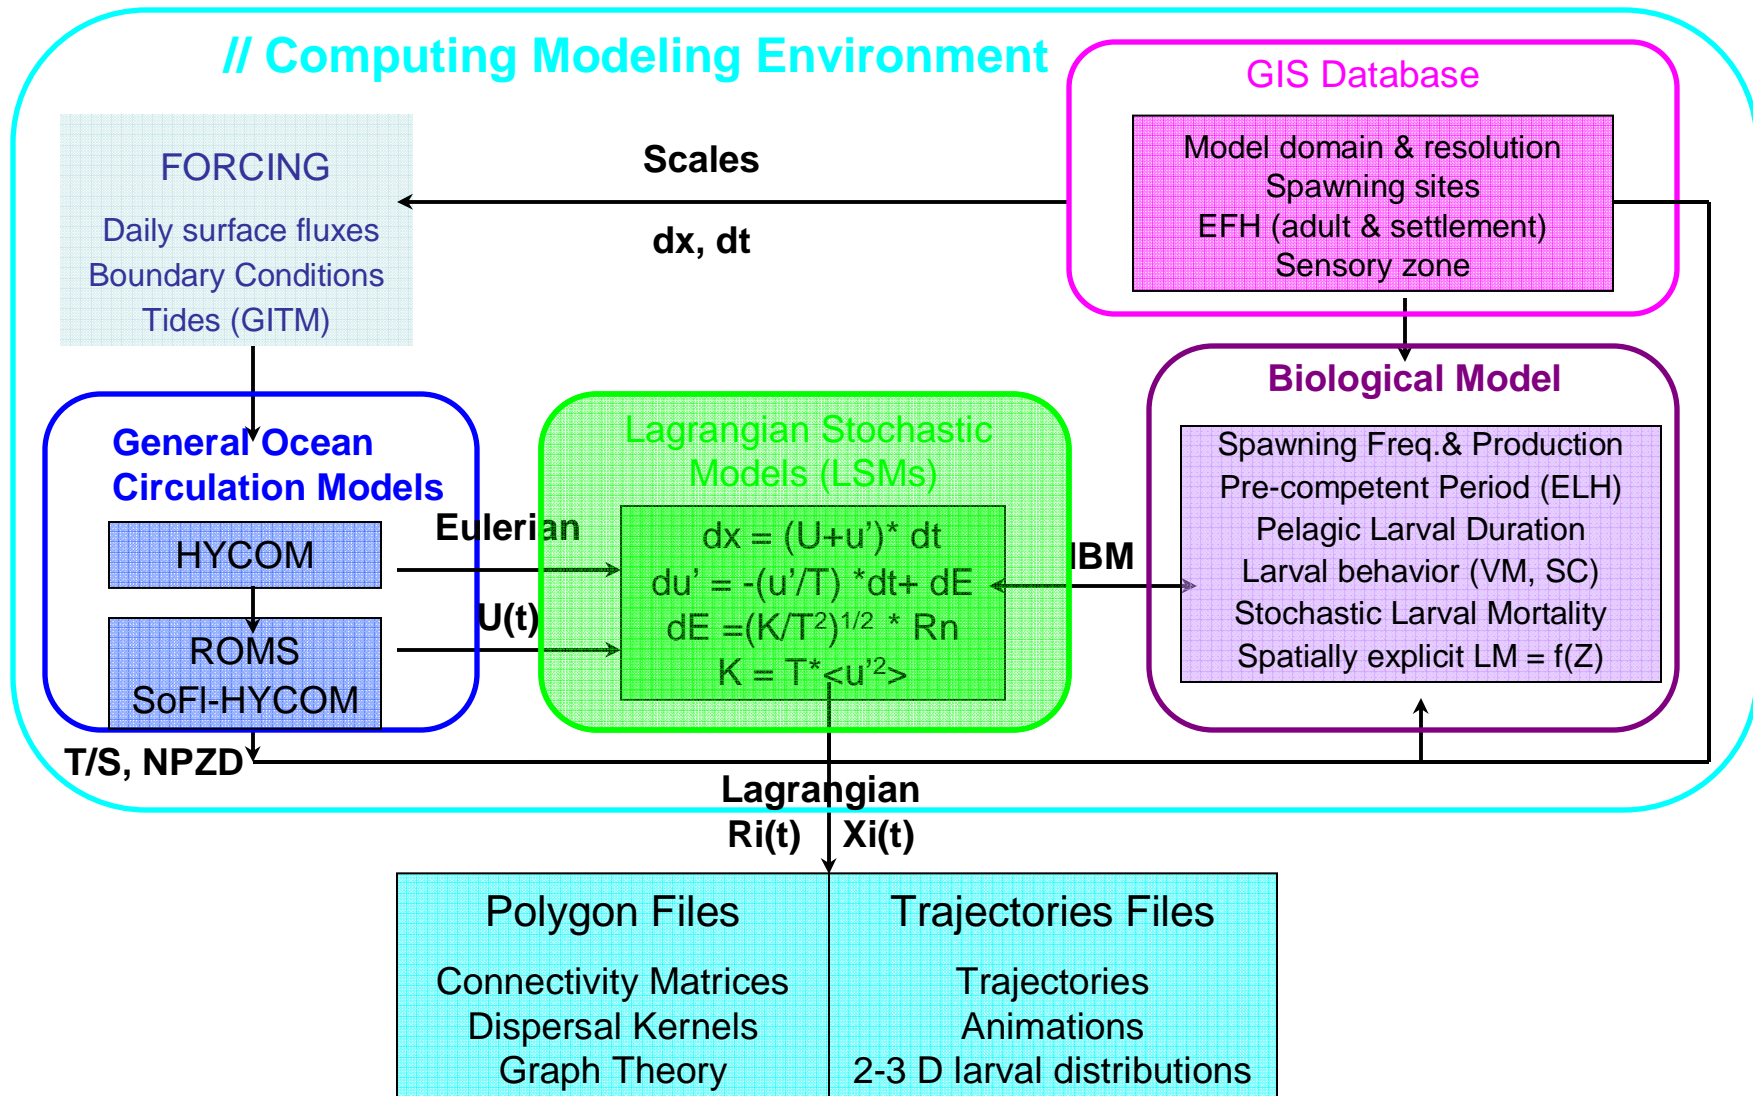 // Computing Modeling Environment
GIS Database
Model domain & resolution
Spawning sites
EFH (adult & settlement)
Sensory zone
Scales
dx, dt
FORCING
Daily surface fluxes
Boundary Conditions
Tides (GITM)
General Ocean
Circulation Models
HYCOM
ROMS
SoFI-HYCOM
T/S, NPZD
Eulerian
U(t)
Lagrangian Stochastic
Models (LSMs)
dx = (U+u’)* dt
du’ = -(u’/T) *dt+ dE
dE =(K/T²)¹/² * Rn
K = T*<u’²>
IBM
Biological Model
Spawning Freq.& Production
Pre-competent Period (ELH)
Pelagic Larval Duration
Larval behavior (VM, SC)
Stochastic Larval Mortality
Spatially explicit LM = f(Z)
Lagrangian
Ri(t) Xi(t)
Polygon Files
Connectivity Matrices
Dispersal Kernels
Graph Theory
Trajectories Files
Trajectories
Animations
2-3 D larval distributions